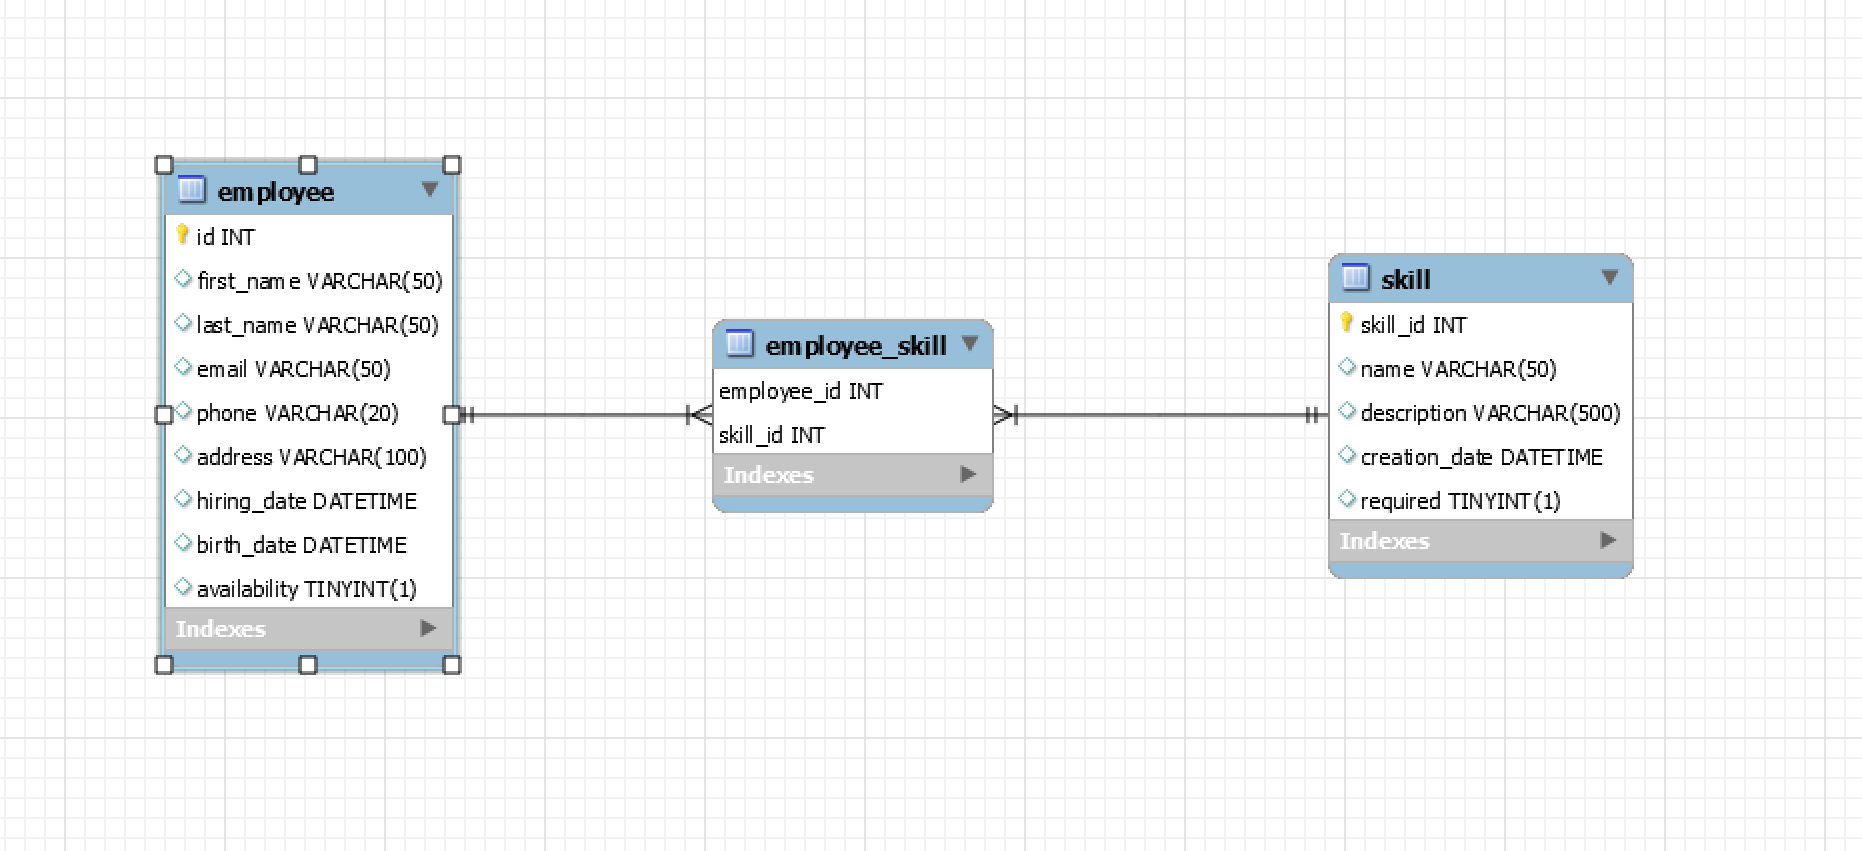 employee
id INT
first_name VARCHAR(50)
last_name VARCHAR(50)
email VARCHAR(50)
phone VARCHAR(20)
address VARCHAR(100)
hiring_date DATETIME
birth_date DATETIME
availability TINYINT(1)
Indexes
employee_skill
employee_id INT
skill_id INT
Indexes
skill
skill_id INT
name VARCHAR(50)
description VARCHAR(500)
creation_date DATETIME
required TINYINT(1)
Indexes